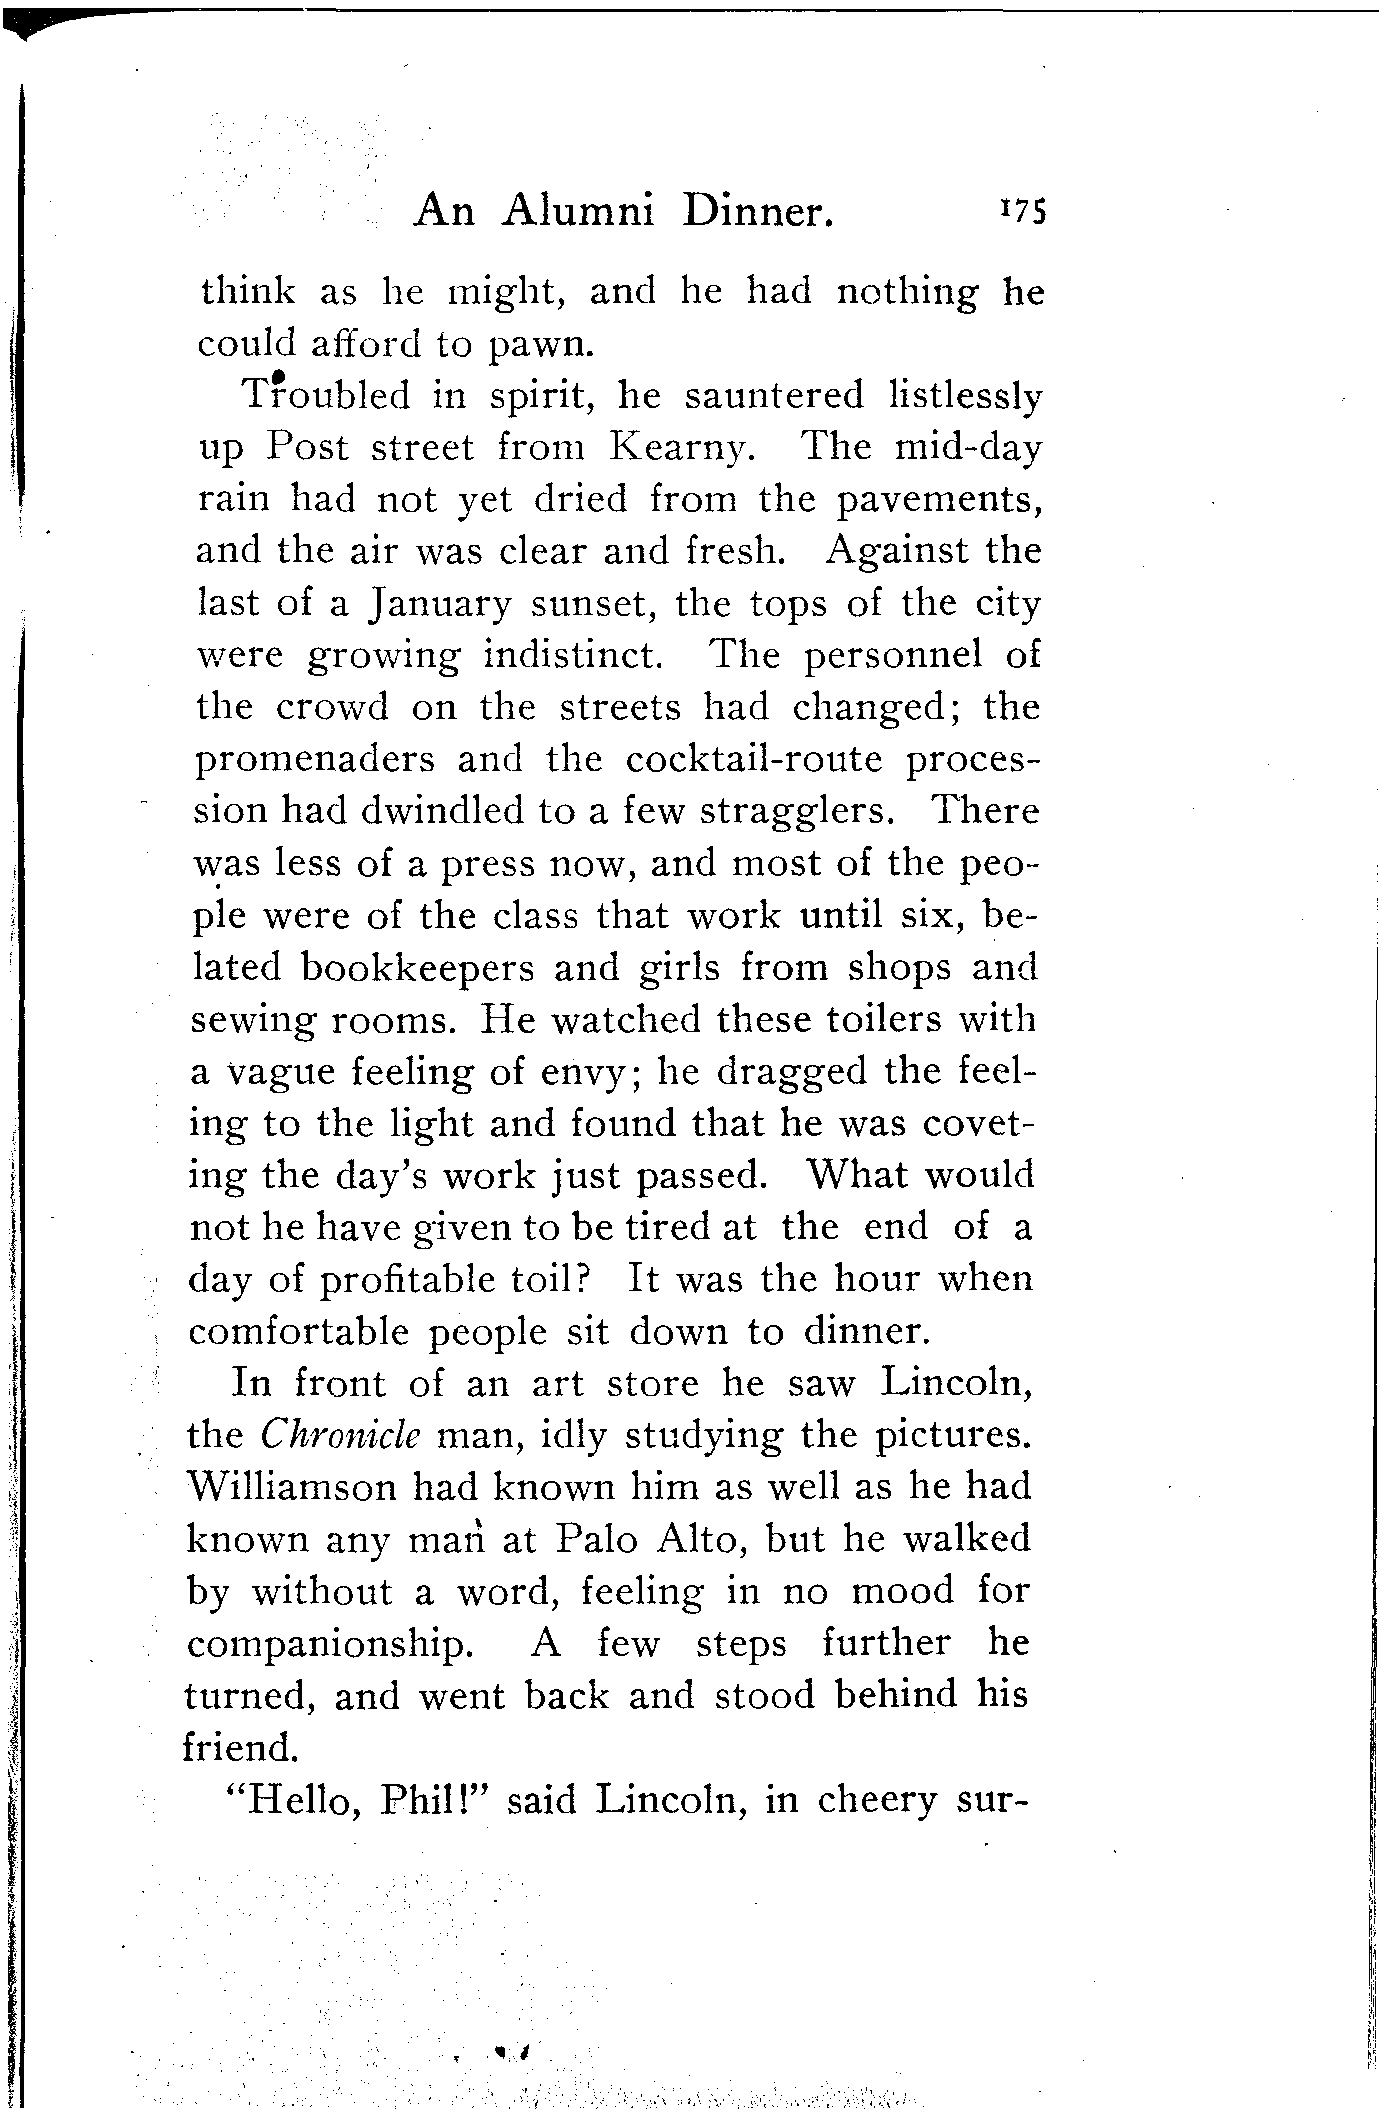 An Alumni Dinner. 175
think as he might, and he had nothing he
could afford to pawn.
Troubled in spirit, he sauntered listlessly
up Post street from Kearny. The mid-day
rain had not yet dried from the pavements,
and the air was clear and fresh. Against the
last of a January sunset, the tops of the city
were growing indistinct. The personnel of
the crowd on the streets had changed; the
promenaders and the cocktail-route proces-
sion had dwindled to a few stragglers. There
was less of a press now, and most of the peo-
ple were of the class that work until six, be-
lated bookkeepers and girls from shops and
sewing rooms. He watched these toilers with
a vague feeling of envy; he dragged the feel-
ing to the light and found that he was covet-
ing the day's work just passed. What would
not he have given to be tired at the end of a
day of profitable toil? It was the hour when
comfortable people sit down to dinner.
In front of an art store he saw Lincoln,
the Chronicle man, idly studying the pictures.
Williamson had known him as well as he had
known any man at Palo Alto, but he walked
by without a word, feeling in no mood for
companionship. A few steps further he
turned, and went back and stood behind his
friend.
"Hello, Phil!" said Lincoln, in cheery sur-